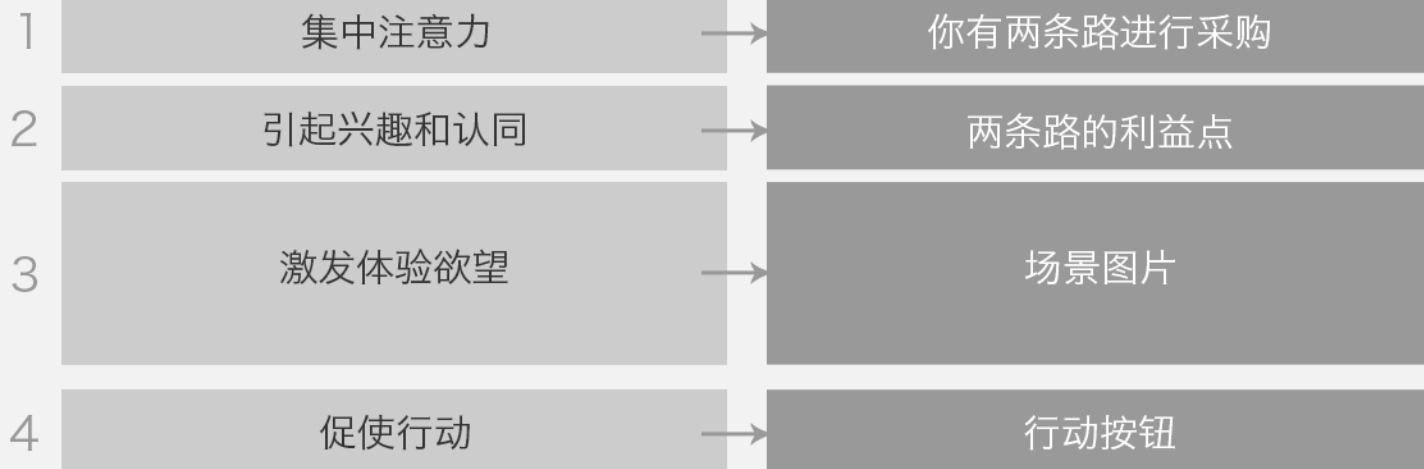 1 集中注意力 你有两条路进行采购
2 引起兴趣和认同 两条路的利益点
3 激发体验欲望 场景图片
4 促使行动 行动按钮